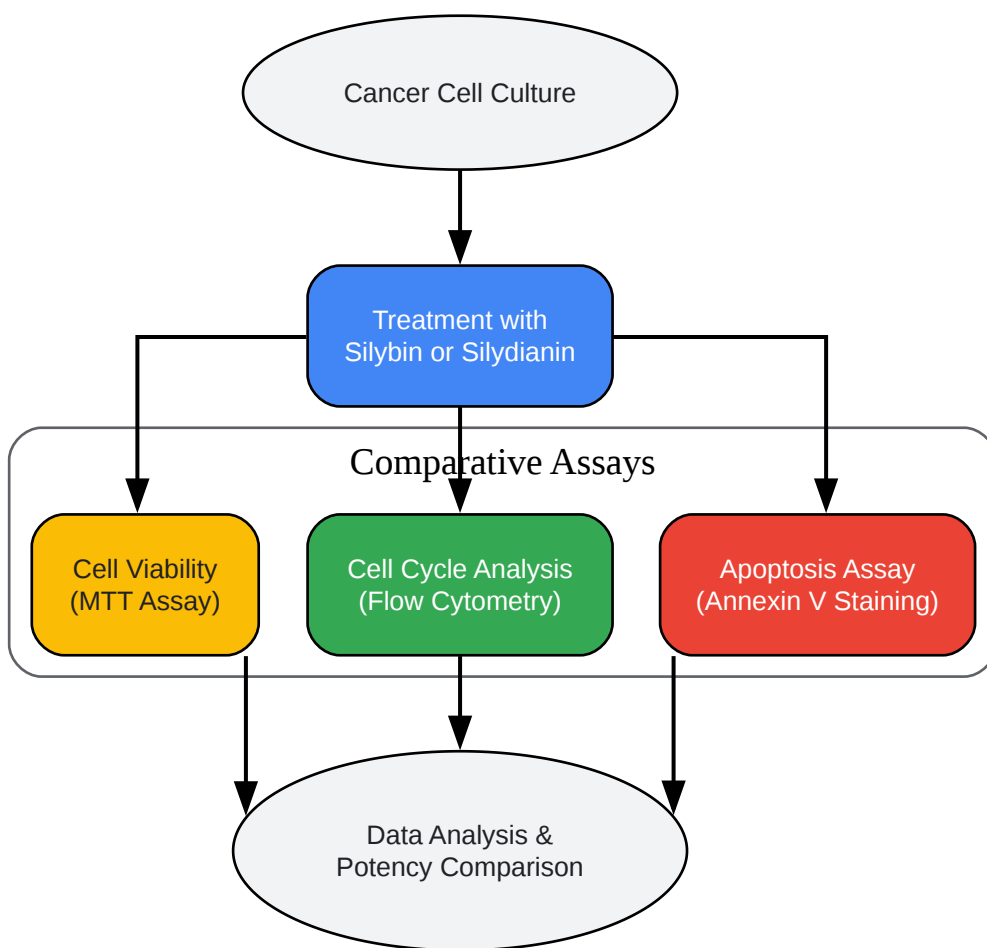 Cancer Cell Culture
Treatment with
Silybin or Silydianin
Comparative Assays
Cell Viability
(MTT Assay)
Cell Cycle Analysis
(Flow Cytometry)
Apoptosis Assay
(Annexin V Staining)
Data Analysis &
Potency Comparison